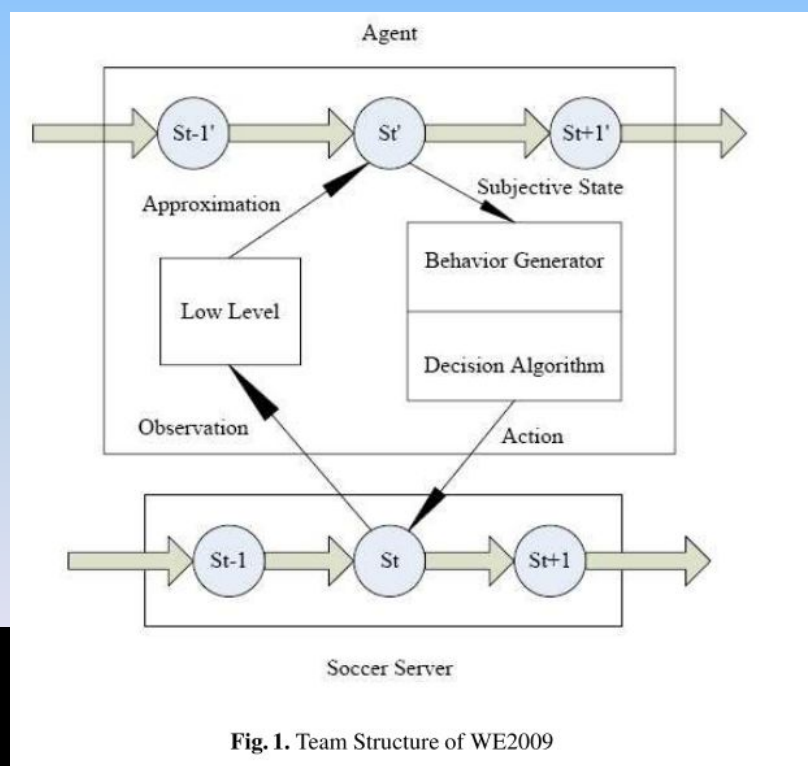 Agent
St-1'
St'
St+1'
Approximation
Subjective State
Behavior Generator
Low Level
Decision Algorithm
Observation
Action
St-1
St
St+1
Soccer Server
Fig. 1. Team Structure of WE2009